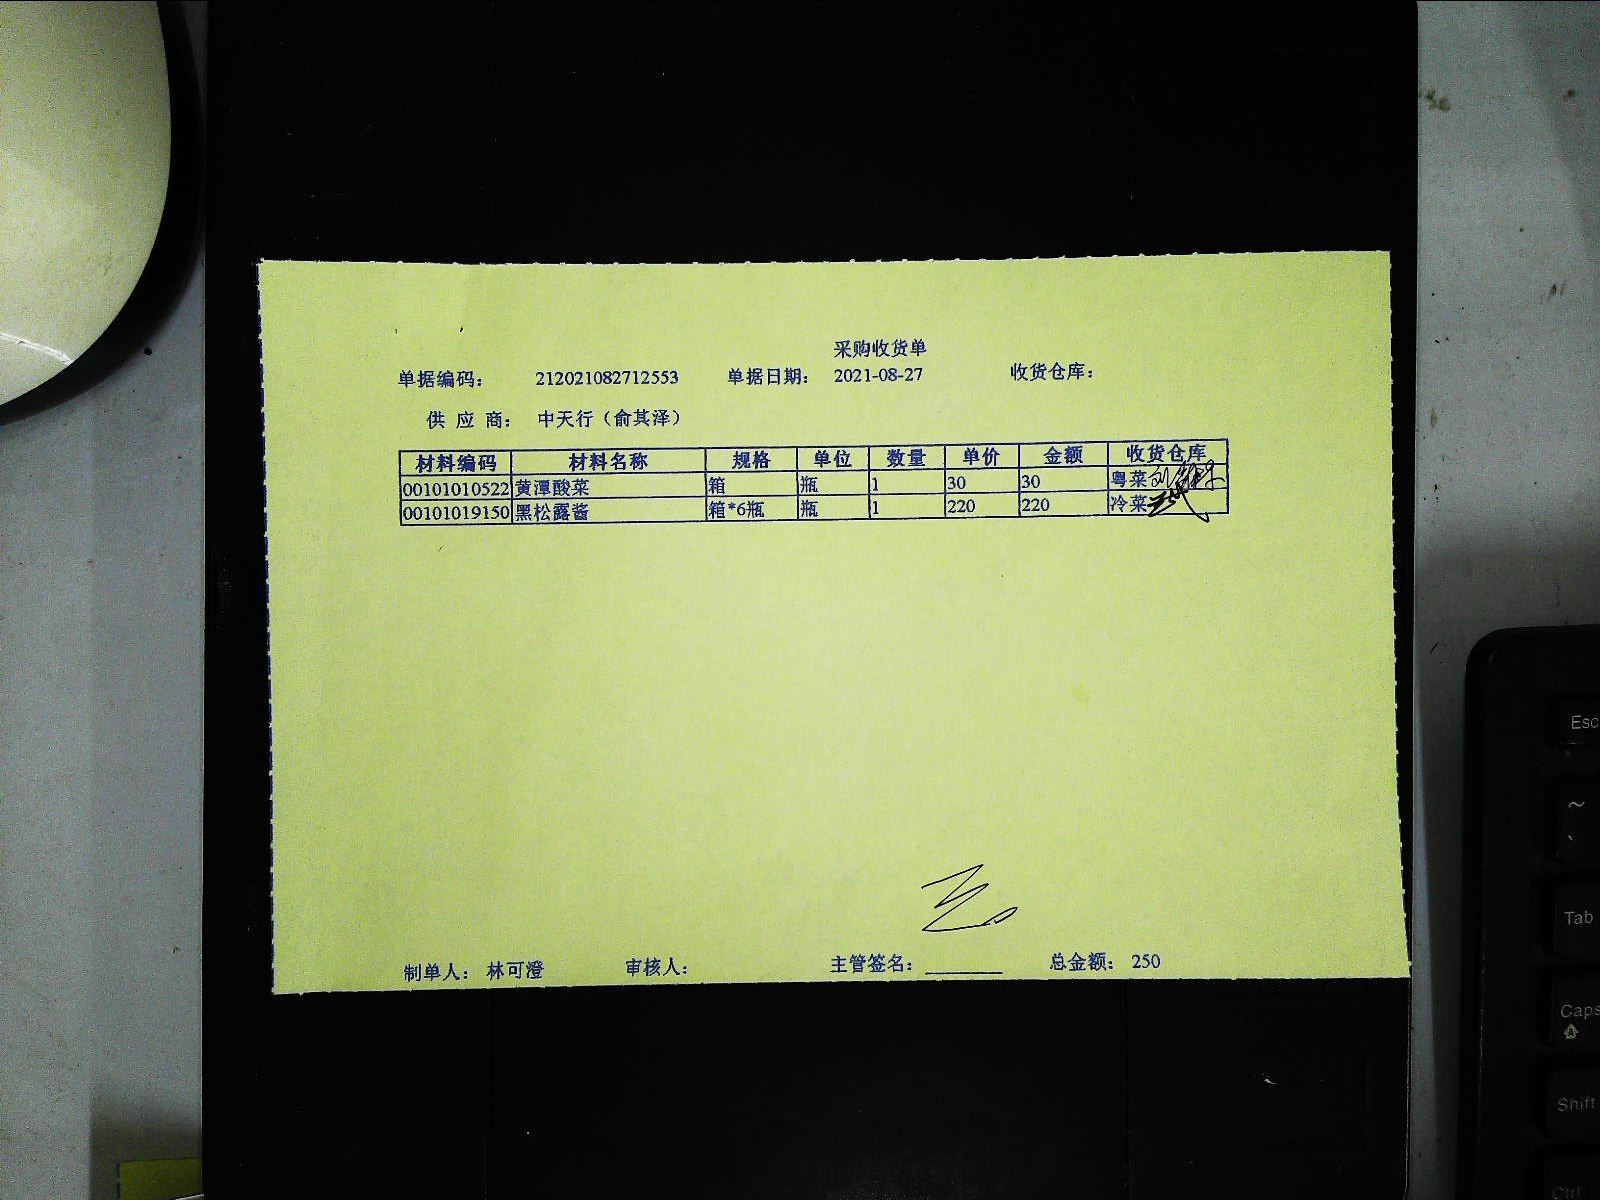 采购收货单
单据编码： 212021082712553 单据日期： 2021-08-27 收货仓库：
供 应 商： 中天行（俞其泽）
材料编码 材料名称 规格 单位 数量 单价 金额 收货仓库
00101010522 黄潭酸菜 箱 瓶 1 30 30 粤菜
00101019150 黑松露酱 箱*6瓶 瓶 1 220 220 冷菜
制单人： 林可澄 审核人： 主管签名： 总金额： 250
Esc
~
`
Tab
Caps
Shift
Ctrl